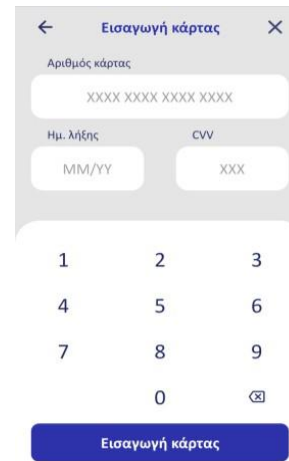 Εισαγωγή κάρτας
Αριθμός κάρτας
XXXX XXXX XXXX XXXX
Ημ. λήξης CVV
MM/YY XXX
1 2 3
4 5 6
7 8 9
0
Εισαγωγή κάρτας